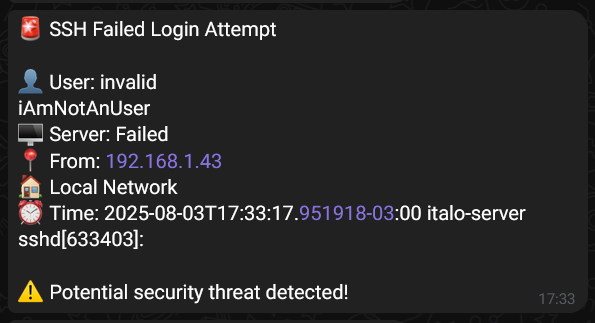 🚨 SSH Failed Login Attempt
👤 User: invalid
iAmNotAnUser
🖥️ Server: Failed
📍 From: 192.168.1.43
🏠 Local Network
⏰ Time: 2025-08-03T17:33:17.951918-03:00 italo-server
sshd[633403]:
⚠️ Potential security threat detected!
17:33